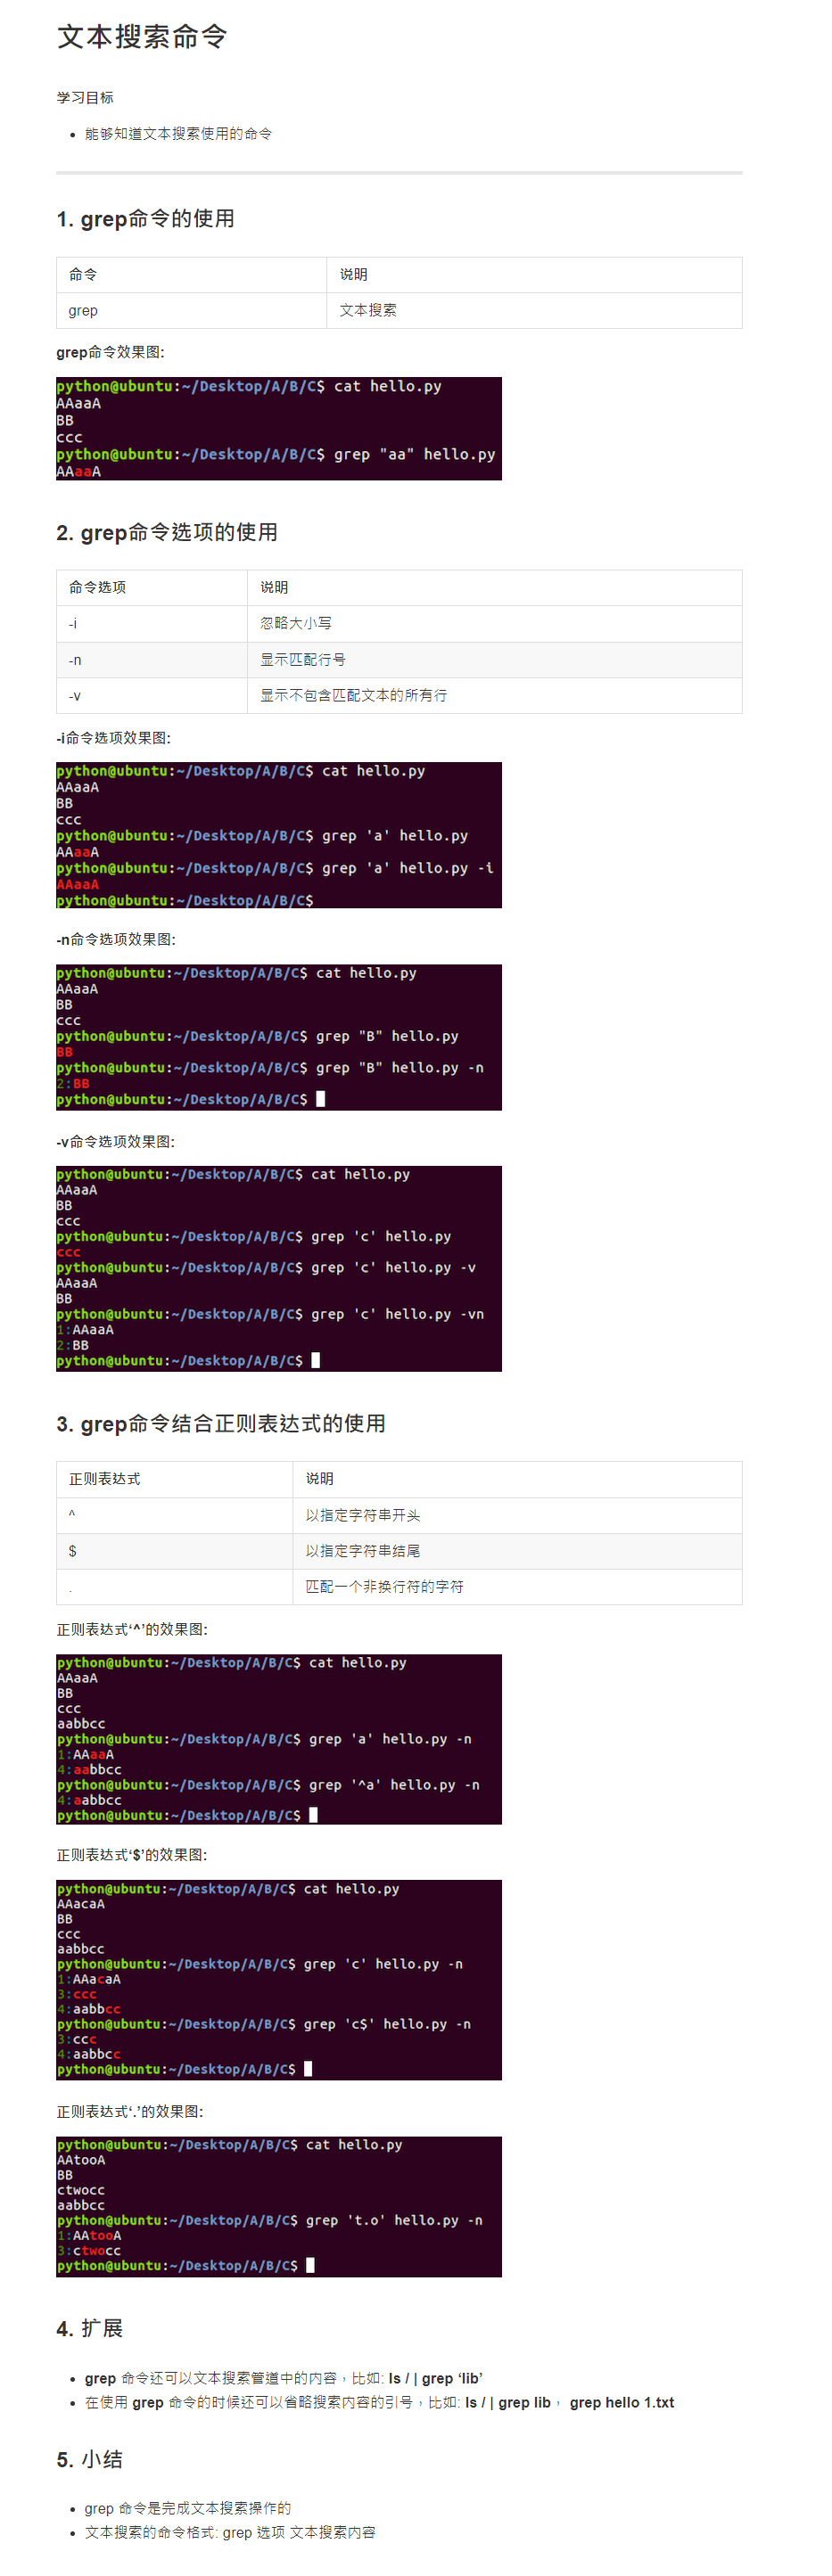 文本搜索命令
学习目标
• 能够知道文本搜索使用的命令
1. grep命令的使用
命令 说明
grep 文本搜索
grep命令效果图:
python@ubuntu:~/Desktop/A/B/C$ cat hello.py
AAaaA
BB
ccc
python@ubuntu:~/Desktop/A/B/C$ grep "aa" hello.py
AAaaA
2. grep命令选项的使用
命令选项 说明
-i 忽略大小写
-n 显示匹配行号
-v 显示不包含匹配文本的所有行
-i命令选项效果图:
python@ubuntu:~/Desktop/A/B/C$ cat hello.py
AAaaA
BB
ccc
python@ubuntu:~/Desktop/A/B/C$ grep 'a' hello.py
AAaaA
python@ubuntu:~/Desktop/A/B/C$ grep 'a' hello.py -i
AAaaA
python@ubuntu:~/Desktop/A/B/C$
-n命令选项效果图:
python@ubuntu:~/Desktop/A/B/C$ cat hello.py
AAaaA
BB
ccc
python@ubuntu:~/Desktop/A/B/C$ grep "B" hello.py
BB
python@ubuntu:~/Desktop/A/B/C$ grep "B" hello.py -n
2:BB
python@ubuntu:~/Desktop/A/B/C$
-v命令选项效果图:
python@ubuntu:~/Desktop/A/B/C$ cat hello.py
AAaaA
BB
ccc
python@ubuntu:~/Desktop/A/B/C$ grep 'c' hello.py
ccc
python@ubuntu:~/Desktop/A/B/C$ grep 'c' hello.py -v
AAaaA
BB
python@ubuntu:~/Desktop/A/B/C$ grep 'c' hello.py -vn
1:AAaaA
2:BB
python@ubuntu:~/Desktop/A/B/C$
3. grep命令结合正则表达式的使用
正则表达式 说明
^ 以指定字符串开头
$ 以指定字符串结尾
. 匹配一个非换行符的字符
正则表达式‘^’的效果图:
python@ubuntu:~/Desktop/A/B/C$ cat hello.py
AAaaA
BB
ccc
aabbcc
python@ubuntu:~/Desktop/A/B/C$ grep 'a' hello.py -n
1:AAaaA
4:aabbcc
python@ubuntu:~/Desktop/A/B/C$ grep '^a' hello.py -n
4:aabbcc
python@ubuntu:~/Desktop/A/B/C$
正则表达式‘$’的效果图:
python@ubuntu:~/Desktop/A/B/C$ cat hello.py
AAacaA
BB
ccc
aabbcc
python@ubuntu:~/Desktop/A/B/C$ grep 'c' hello.py -n
1:AAacaA
3:ccc
4:aabbcc
python@ubuntu:~/Desktop/A/B/C$ grep 'c$' hello.py -n
3:ccc
4:aabbcc
python@ubuntu:~/Desktop/A/B/C$
正则表达式‘.’的效果图:
python@ubuntu:~/Desktop/A/B/C$ cat hello.py
AAtooA
BB
ctwocc
aabbcc
python@ubuntu:~/Desktop/A/B/C$ grep 't.o' hello.py -n
1:AAtooA
3:ctwocc
python@ubuntu:~/Desktop/A/B/C$
4. 扩展
• grep 命令还可以文本搜索管道中的内容，比如: ls / | grep ‘lib’
• 在使用 grep 命令的时候还可以省略搜索内容的引号，比如: ls / | grep lib， grep hello 1.txt
5. 小结
• grep 命令是完成文本搜索操作的
• 文本搜索的命令格式: grep 选项 文本搜索内容